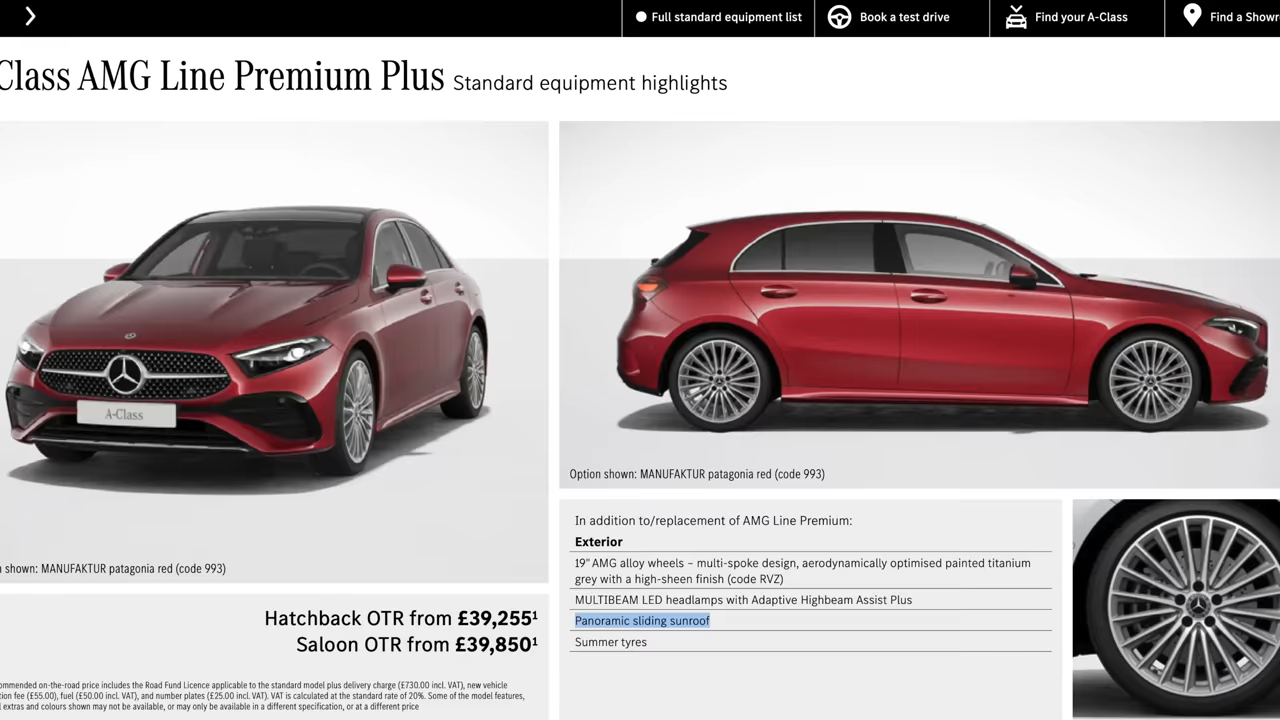 Full standard equipment list
Book a test drive
Find your A-Class
Find a Showr
Class AMG Line Premium Plus Standard equipment highlights
A-Class
Option shown: MANUFAKTUR patagonia red (code 993)
n shown: MANUFAKTUR patagonia red (code 993)
Hatchback OTR from £39,255¹
Saloon OTR from £39,850¹
ommended on-the-road price includes the Road Fund Licence applicable to the standard model plus delivery charge (£730.00 incl. VAT), new vehicle
tion fee (£55.00), fuel (£50.00 incl. VAT), and number plates (£25.00 incl. VAT). VAT is calculated at the standard rate of 20%. Some of the model features,
l extras and colours shown may not be available, or may only be available in a different specification, or at a different price
In addition to/replacement of AMG Line Premium:
Exterior
19" AMG alloy wheels – multi-spoke design, aerodynamically optimised painted titanium
grey with a high-sheen finish (code RVZ)
MULTIBEAM LED headlamps with Adaptive Highbeam Assist Plus
Panoramic sliding sunroof
Summer tyres